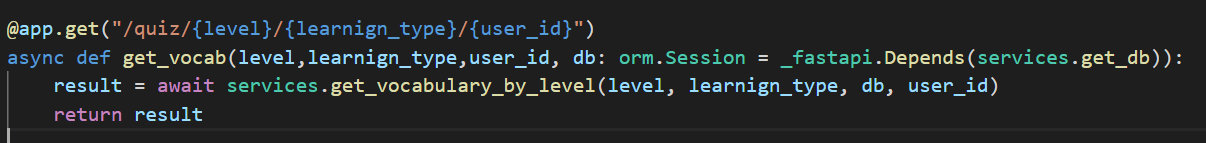 @app.get("/quiz/{level}/{learnign_type}/{user_id}")
async def get_vocab(level,learnign_type,user_id, db: orm.Session = _fastapi.Depends(services.get_db)):
    result = await services.get_vocabulary_by_level(level, learnign_type, db, user_id)
    return result